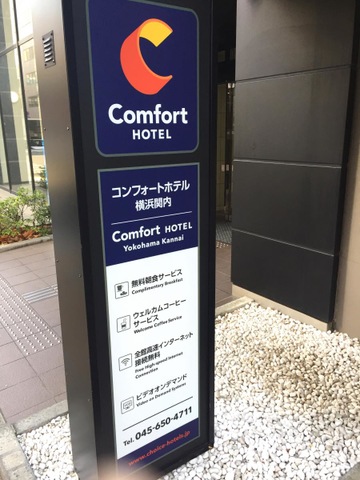 Comfort
HOTEL
コンフォートホテル
横浜関内
Comfort HOTEL
Yokohama Kannai
無料朝食サービス
Complimentary Breakfast
ウェルカムコーヒー
サービス
Welcome Coffee Service
全館高速インターネット
接続無料
Free High-speed Internet
Connection
ビデオオンデマンド
Video on Demand Systems
Tel. 045-650-4711
www.choice-hotels.jp